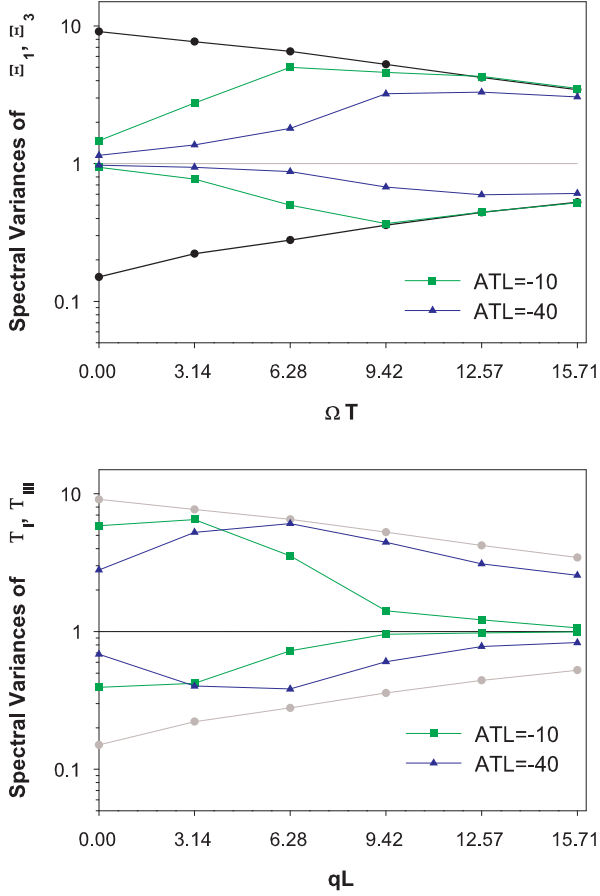 Spectral Variances of Ξ1, Ξ3
10
1
0.1
ATL=-10
ATL=-40
0.00 3.14 6.28 9.42 12.57 15.71
Ω T
Spectral Variances of ϒI, ϒIII
10
1
0.1
ATL=-10
ATL=-40
0.00 3.14 6.28 9.42 12.57 15.71
qL